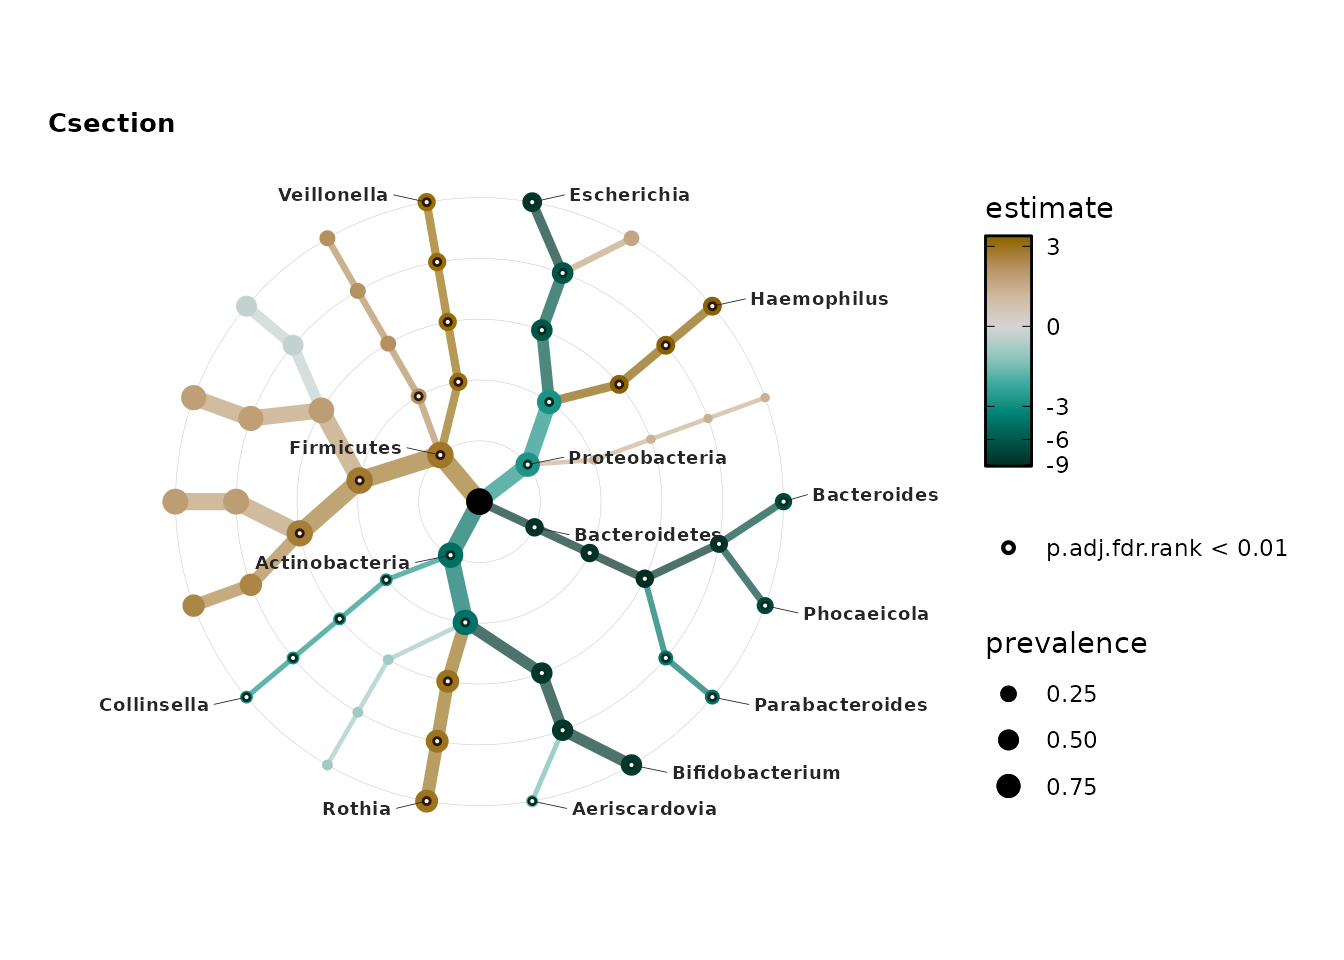 Csection
Veillonella
Escherichia
Haemophilus
Firmicutes
Proteobacteria
Bacteroides
Bacteroidetes
Actinobacteria
Phocaeicola
Collinsella
Parabacteroides
Bifidobacterium
Rothia
Aeriscardovia
estimate
3
0
-3
-6
-9
p.adj.fdr.rank < 0.01
prevalence
0.25
0.50
0.75